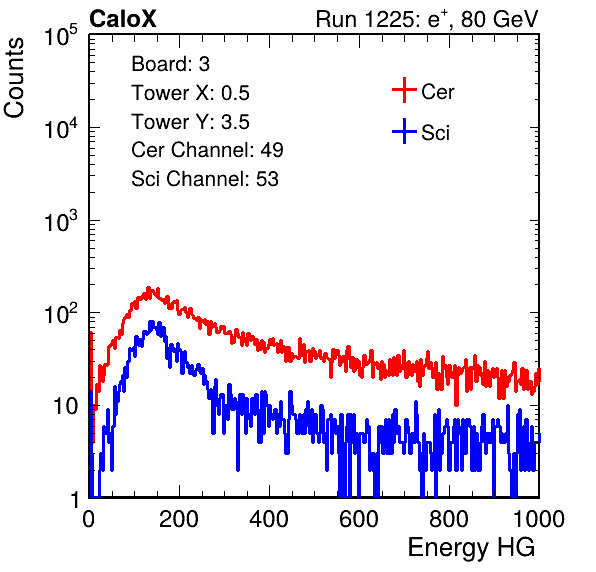 CaloX Run 1225: e+, 80 GeV
Counts
Board: 3
Tower X: 0.5
Tower Y: 3.5
Cer Channel: 49
Sci Channel: 53
Cer
Sci
10^5
10^4
10^3
10^2
10
1
0 200 400 600 800 1000
Energy HG